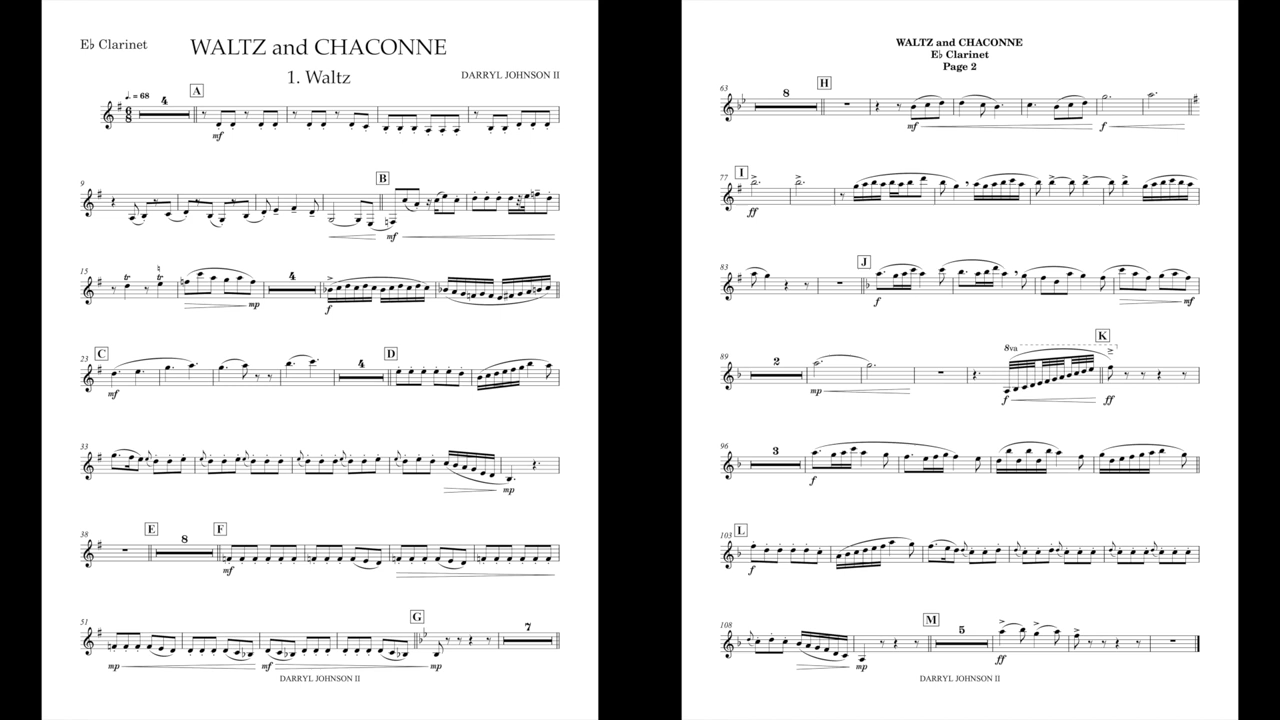 E♭ Clarinet
WALTZ and CHACONNE
1. Waltz
DARRYL JOHNSON II
♩. = 68
4
A
6
8
mf
9
B
mf
15
tr
tr
mp
4
f
23
C
mf
4
D
33
mp
38
E
8
F
mf
51
mp
mf
G
mp
7
DARRYL JOHNSON II
WALTZ and CHACONNE
E♭ Clarinet
Page 2
63
8
H
mf
f
77
I
ff
83
J
f
mf
89
2
mp
8va
f
K
ff
96
3
f
103
L
f
108
mp
M
5
ff
DARRYL JOHNSON II